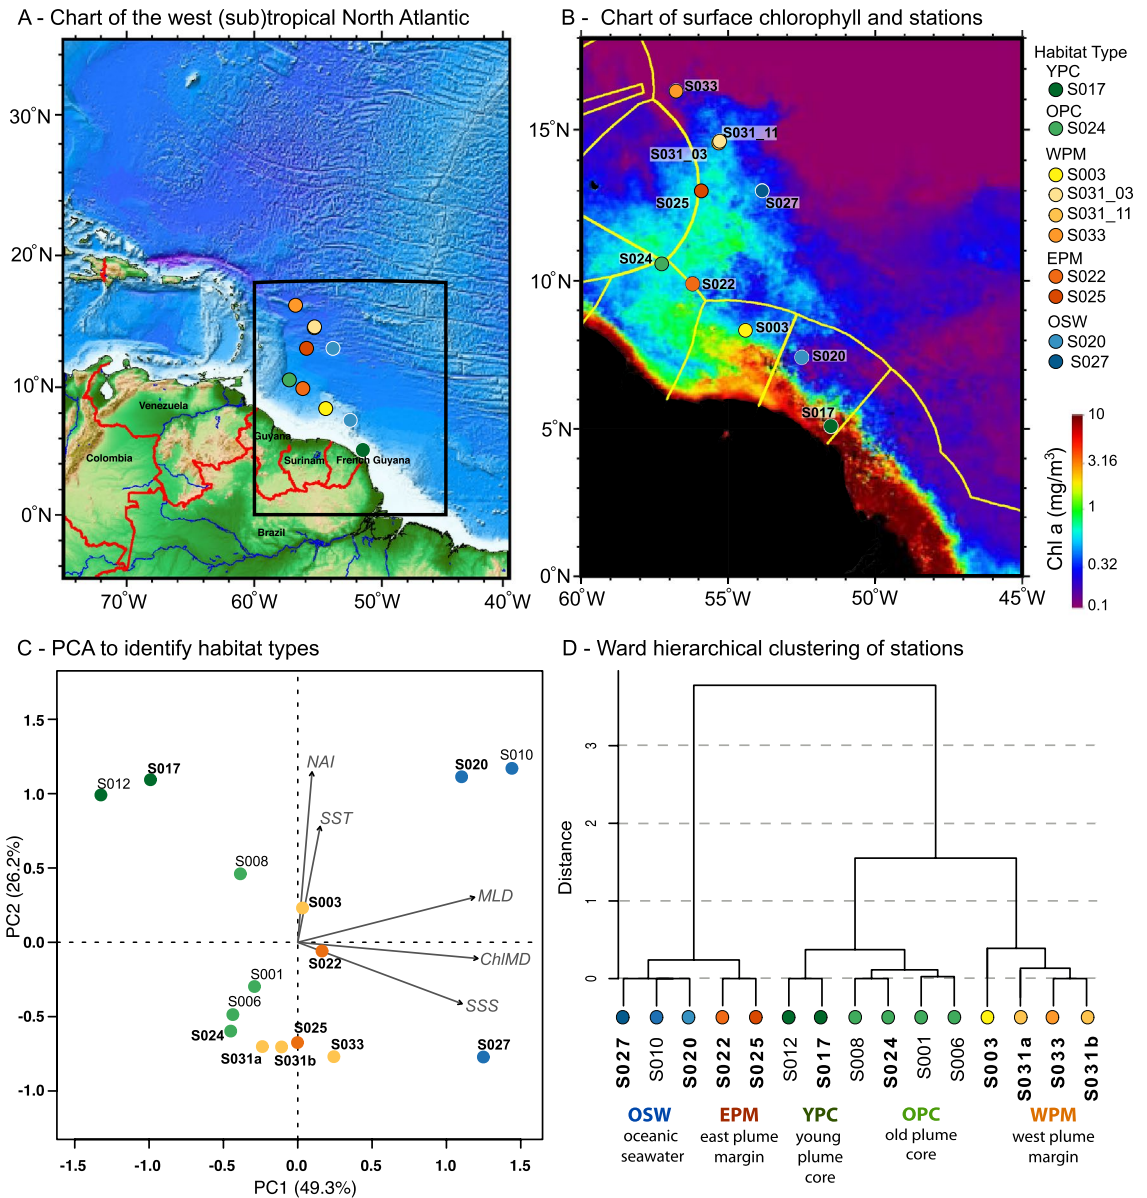 A - Chart of the west (sub)tropical North Atlantic
30°N
20°N
10°N
0°N
70°W
60°W
50°W
40°W
Venezuela
Colombia
Guyana
Surinam
French Guyana
Brazil
B - Chart of surface chlorophyll and stations
15°N
10°N
5°N
0°N
60°W
55°W
50°W
45°W
S033
S031_11
S031_03
S025
S027
S024
S022
S003
S020
S017
Habitat Type
YPC
S017
OPC
S024
WPM
S003
S031_03
S031_11
S033
EPM
S022
S025
OSW
S020
S027
Chl a (mg/m³)
10
3.16
1
0.32
0.1
C - PCA to identify habitat types
PC2 (26.2%)
1.5
1.0
0.5
0.0
-0.5
-1.0
-1.5
-1.0
-0.5
0.0
0.5
1.0
1.5
PC1 (49.3%)
S012
S017
NAI
S020
S010
SST
S008
S003
MLD
S022
ChlMD
S001
S006
SSS
S024
S025
S031a
S031b
S033
S027
D - Ward hierarchical clustering of stations
Distance
3
2
1
0
S027
S010
S020
S022
S025
S012
S017
S008
S024
S001
S006
S003
S031a
S033
S031b
OSW
oceanic
seawater
EPM
east plume
margin
YPC
young
plume
core
OPC
old plume
core
WPM
west plume
margin